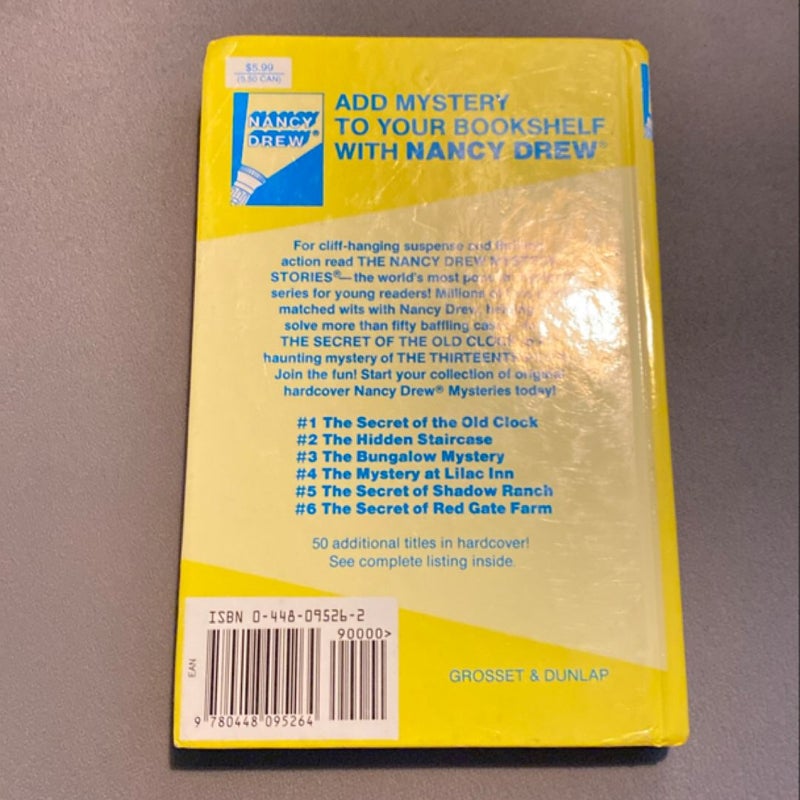 $5.99
(5.50 CAN)
NANCY
DREW®
ADD MYSTERY
TO YOUR BOOKSHELF
WITH NANCY DREW®
For cliff-hanging suspense and
action read THE NANCY DREW MYSTERY
STORIES®—the world's most
series for young readers! Millions
matched wits with Nancy Drew,
solve more than fifty baffling
THE SECRET OF THE OLD CLOCK
haunting mystery of THE THIRTEENTH
Join the fun! Start your collection of original
hardcover Nancy Drew® Mysteries today!
#1 The Secret of the Old Clock
#2 The Hidden Staircase
#3 The Bungalow Mystery
#4 The Mystery at Lilac Inn
#5 The Secret of Shadow Ranch
#6 The Secret of Red Gate Farm
50 additional titles in hardcover!
See complete listing inside.
ISBN 0-448-09526-2
90000>
EAN
9 780448 095264
GROSSET & DUNLAP